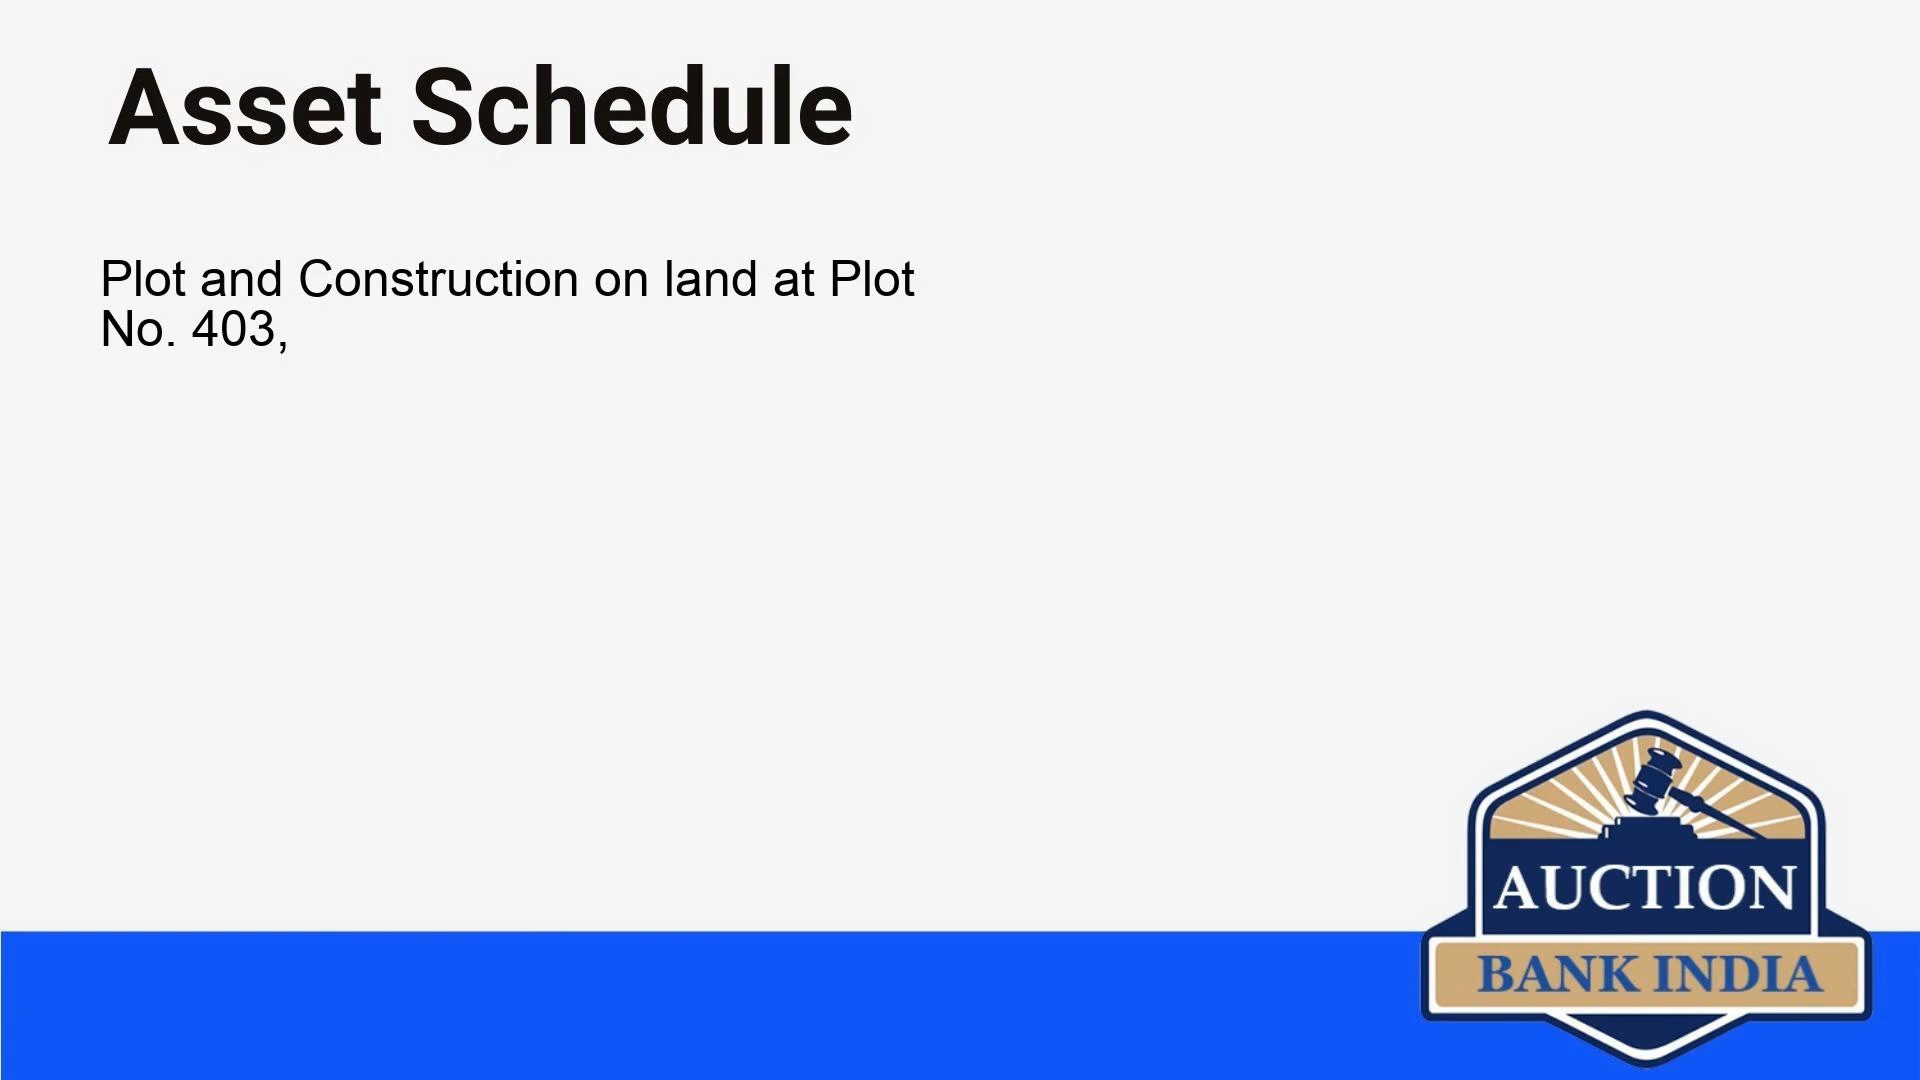 Asset Schedule
Plot and Construction on land at Plot
No. 403,
AUCTION
BANK INDIA